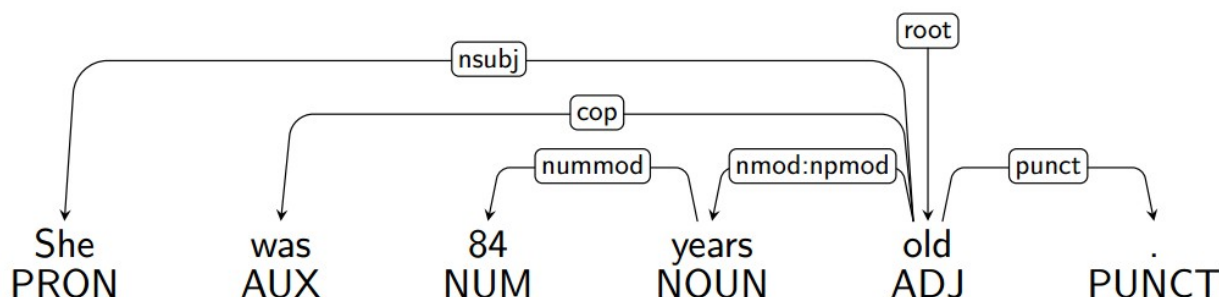 root
nsubj
cop
nummod nmod:npmod punct
She was 84 years old .
PRON AUX NUM NOUN ADJ PUNCT